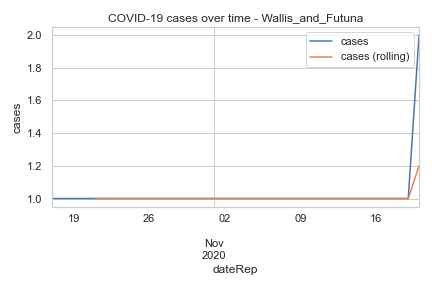 COVID-19 cases over time - Wallis_and_Futuna
cases
cases (rolling)
cases
2.0
1.8
1.6
1.4
1.2
1.0
19 26 02 09 16
Nov
2020
dateRep